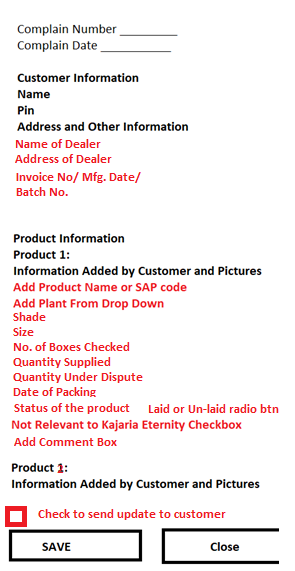 Complain Number _________
Complain Date ___________
Customer Information
Name
Pin
Address and Other Information
Name of Dealer
Address of Dealer
Invoice No/ Mfg. Date/
Batch No.
Product Information
Product 1:
Information Added by Customer and Pictures
Add Product Name or SAP code
Add Plant From Drop Down
Shade
Size
No. of Boxes Checked
Quantity Supplied
Quantity Under Dispute
Date of Packing
Status of the product Laid or Un-laid radio btn
Not Relevant to Kajaria Eternity Checkbox
Add Comment Box
Product 1:
Information Added by Customer and Pictures
Check to send update to customer
SAVE Close